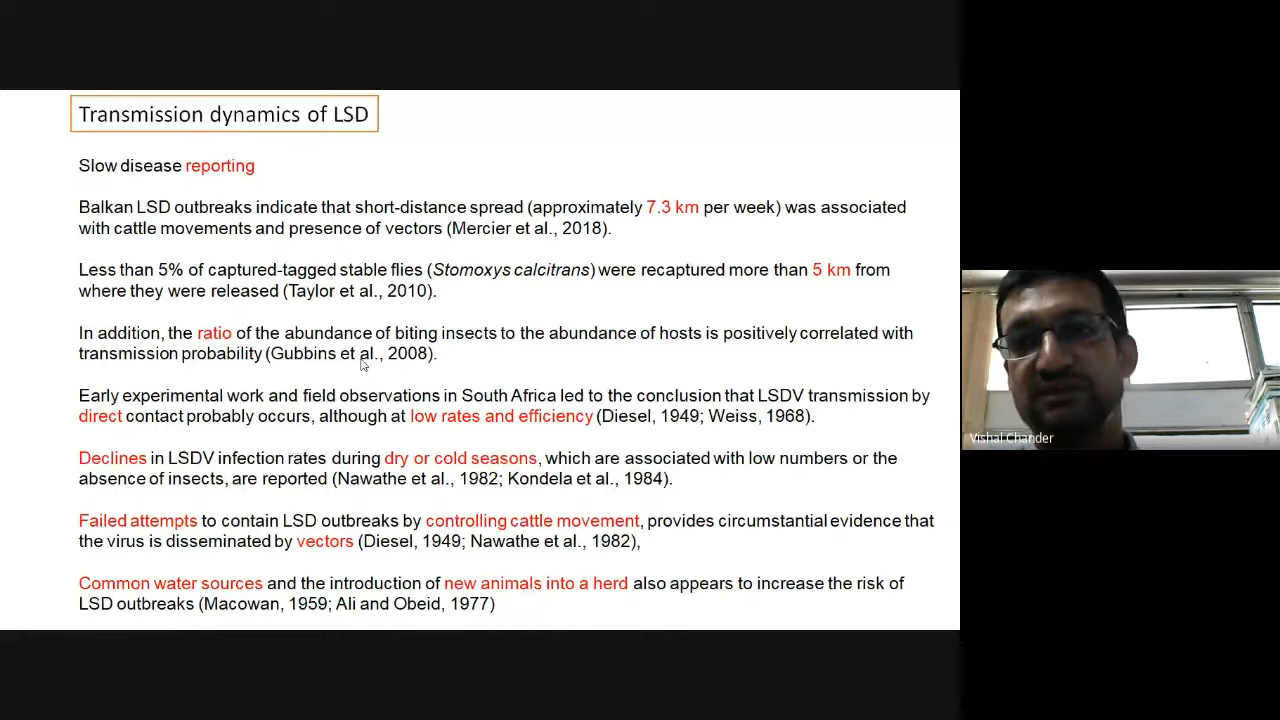 Transmission dynamics of LSD
Slow disease reporting
Balkan LSD outbreaks indicate that short-distance spread (approximately 7.3 km per week) was associated
with cattle movements and presence of vectors (Mercier et al., 2018).
Less than 5% of captured-tagged stable flies (Stomoxys calcitrans) were recaptured more than 5 km from
where they were released (Taylor et al., 2010).
In addition, the ratio of the abundance of biting insects to the abundance of hosts is positively correlated with
transmission probability (Gubbins et al., 2008).
Early experimental work and field observations in South Africa led to the conclusion that LSDV transmission by
direct contact probably occurs, although at low rates and efficiency (Diesel, 1949; Weiss, 1968).
Declines in LSDV infection rates during dry or cold seasons, which are associated with low numbers or the
absence of insects, are reported (Nawathe et al., 1982; Kondela et al., 1984).
Failed attempts to contain LSD outbreaks by controlling cattle movement, provides circumstantial evidence that
the virus is disseminated by vectors (Diesel, 1949; Nawathe et al., 1982),
Common water sources and the introduction of new animals into a herd also appears to increase the risk of
LSD outbreaks (Macowan, 1959; Ali and Obeid, 1977)
Vishal Chander